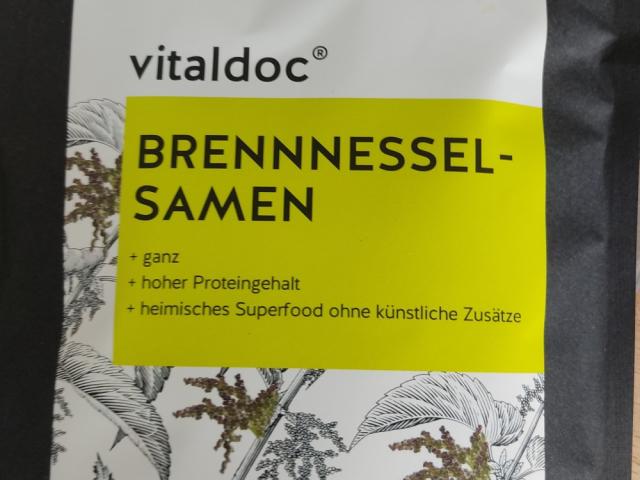 vitaldoc®
BRENNNESSEL-
SAMEN
+ ganz
+ hoher Proteingehalt
+ heimisches Superfood ohne künstliche Zusätze